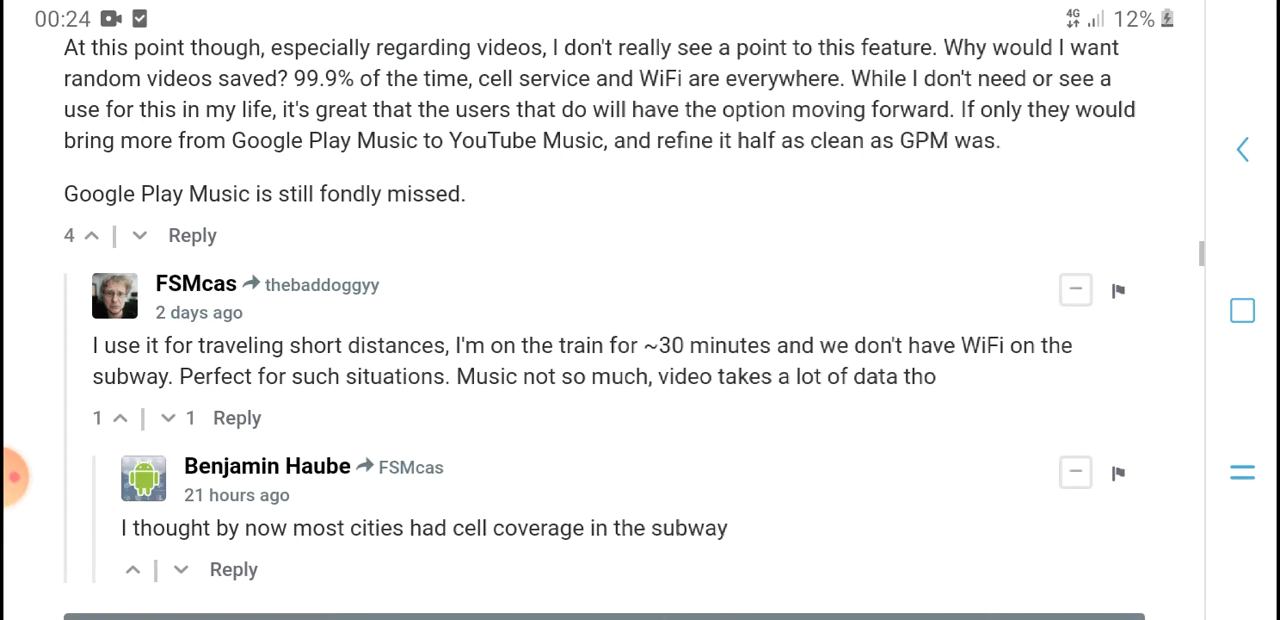 00:24
4G 12%
At this point though, especially regarding videos, I don't really see a point to this feature. Why would I want
random videos saved? 99.9% of the time, cell service and WiFi are everywhere. While I don't need or see a
use for this in my life, it's great that the users that do will have the option moving forward. If only they would
bring more from Google Play Music to YouTube Music, and refine it half as clean as GPM was.
Google Play Music is still fondly missed.
4 Reply
FSMcas thebaddoggyy
2 days ago
I use it for traveling short distances, I'm on the train for ~30 minutes and we don't have WiFi on the
subway. Perfect for such situations. Music not so much, video takes a lot of data tho
1 1 Reply
Benjamin Haube FSMcas
21 hours ago
I thought by now most cities had cell coverage in the subway
Reply